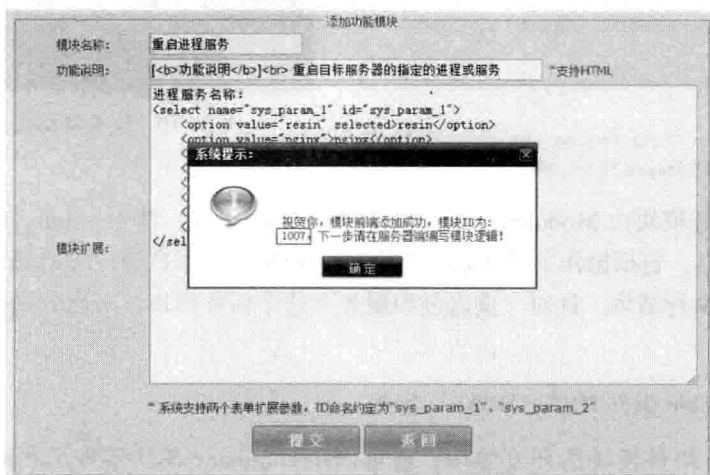 添加功能模块
模块名称：
重启进程服务
功能说明：
[<b>功能说明</b>]<br> 重启目标服务器的指定的进程或服务
*支持HTML
进程服务名称：
<select name="sys_param_1" id="sys_param_1">
<option value="resin" selected>resin</option>
<option value="nginx">nginx</option>
系统提示：
祝贺你，模块前端添加成功，模块ID为：
1007，下一步请在服务器端编写模块逻辑！
确定
模块扩展：
</sel
* 系统支持两个表单扩展参数，ID命名约定为"sys_param_1"，"sys_param_2"
提 交
返 回